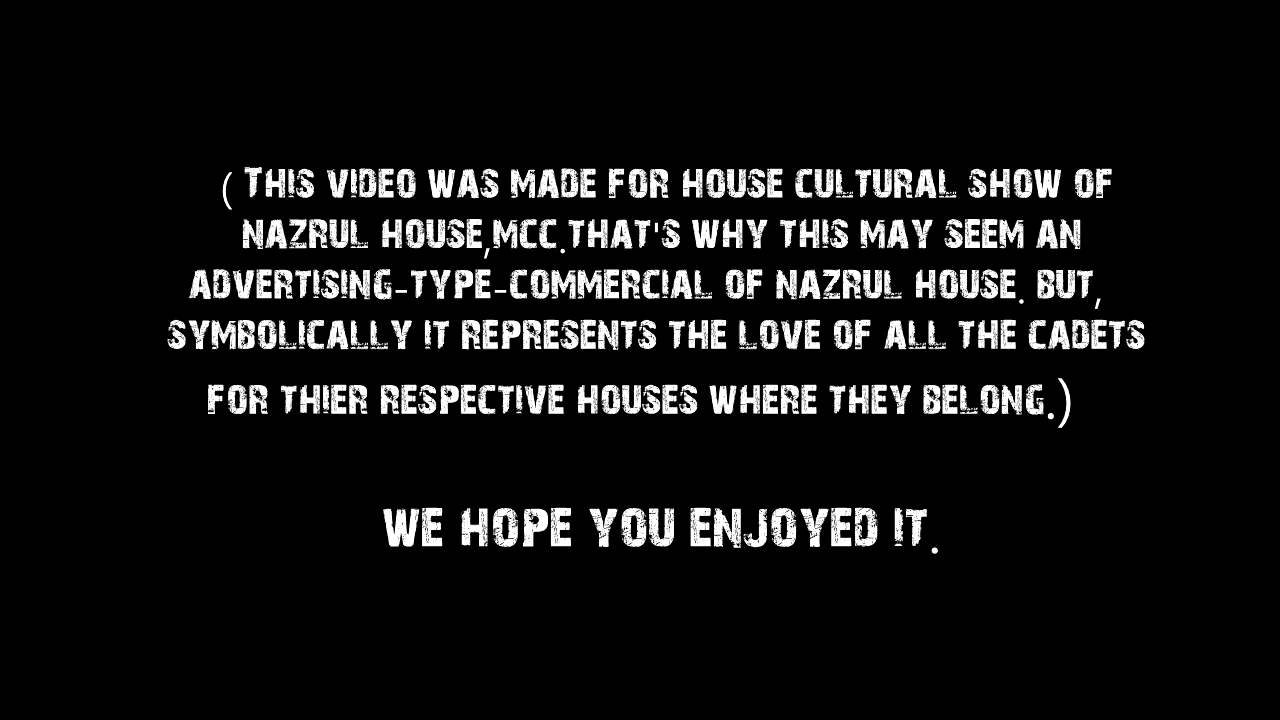 ( THIS VIDEO WAS MADE FOR HOUSE CULTURAL SHOW OF
NAZRUL HOUSE,MCC.THAT'S WHY THIS MAY SEEM AN
ADVERTISING-TYPE-COMMERCIAL OF NAZRUL HOUSE. BUT,
SYMBOLICALLY IT REPRESENTS THE LOVE OF ALL THE CADETS
FOR THIER RESPECTIVE HOUSES WHERE THEY BELONG.)
WE HOPE YOU ENJOYED IT.